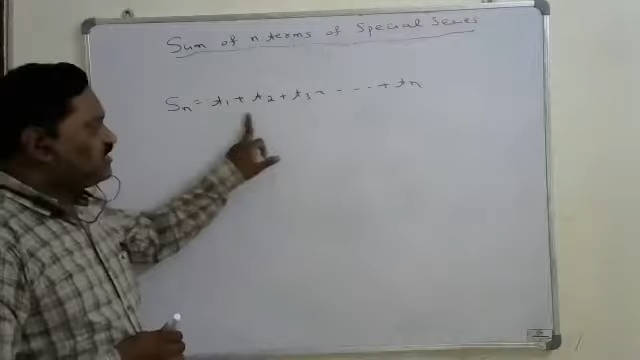 Sum of n terms of Special Series
Sn = t1 + t2 + t3 - - - - + tn